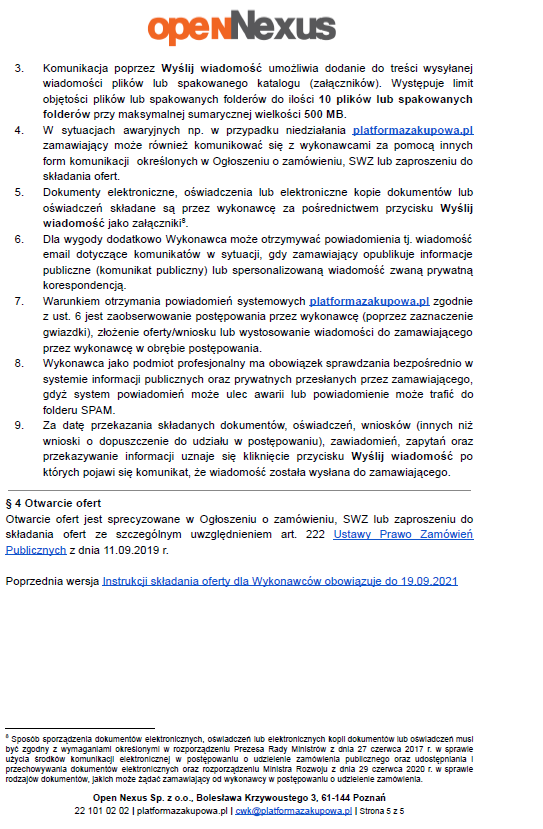 openNexus
3. Komunikacja poprzez Wyślij wiadomość umożliwia dodanie do treści wysyłanej
wiadomości plików lub spakowanego katalogu (załączników). Występuje limit
objętości plików lub spakowanych folderów do ilości 10 plików lub spakowanych
folderów przy maksymalnej sumarycznej wielkości 500 MB.
4. W sytuacjach awaryjnych np. w przypadku niedziałania platformazakupowa.pl
zamawiający może również komunikować się z wykonawcami za pomocą innych
form komunikacji określonych w Ogłoszeniu o zamówieniu, SWZ lub zaproszeniu do
składania ofert.
5. Dokumenty elektroniczne, oświadczenia lub elektroniczne kopie dokumentów lub
oświadczeń składane są przez wykonawcę za pośrednictwem przycisku Wyślij
wiadomość jako załączniki⁸.
6. Dla wygody dodatkowo Wykonawca może otrzymywać powiadomienia tj. wiadomość
email dotyczące komunikatów w sytuacji, gdy zamawiający opublikuje informacje
publiczne (komunikat publiczny) lub spersonalizowaną wiadomość zwaną prywatną
korespondencją.
7. Warunkiem otrzymania powiadomień systemowych platformazakupowa.pl zgodnie
z ust. 6 jest zaobserwowanie postępowania przez wykonawcę (poprzez zaznaczenie
gwiazdki), złożenie oferty/wniosku lub wystosowanie wiadomości do zamawiającego
przez wykonawcę w obrębie postępowania.
8. Wykonawca jako podmiot profesjonalny ma obowiązek sprawdzania bezpośrednio w
systemie informacji publicznych oraz prywatnych przesłanych przez zamawiającego,
gdyż system powiadomień może ulec awarii lub powiadomienie może trafić do
folderu SPAM.
9. Za datę przekazania składanych dokumentów, oświadczeń, wniosków (innych niż
wnioski o dopuszczenie do udziału w postępowaniu), zawiadomień, zapytań oraz
przekazywanie informacji uznaje się kliknięcie przycisku Wyślij wiadomość po
których pojawi się komunikat, że wiadomość została wysłana do zamawiającego.
§ 4 Otwarcie ofert
Otwarcie ofert jest sprecyzowane w Ogłoszeniu o zamówieniu, SWZ lub zaproszeniu do
składania ofert ze szczególnym uwzględnieniem art. 222 Ustawy Prawo Zamówień
Publicznych z dnia 11.09.2019 r.
Poprzednia wersja Instrukcji składania oferty dla Wykonawców obowiązuje do 19.09.2021
⁸ Sposób sporządzenia dokumentów elektronicznych, oświadczeń lub elektronicznych kopii dokumentów lub oświadczeń musi
być zgodny z wymaganiami określonymi w rozporządzeniu Prezesa Rady Ministrów z dnia 27 czerwca 2017 r. w sprawie
użycia środków komunikacji elektronicznej w postępowaniu o udzielenie zamówienia publicznego oraz udostępniania i
przechowywania dokumentów elektronicznych oraz rozporządzeniu Ministra Rozwoju z dnia 29 czerwca 2020 r. w sprawie
rodzajów dokumentów, jakich może żądać zamawiający od wykonawcy w postępowaniu o udzielenie zamówienia.
Open Nexus Sp. z o.o., Bolesława Krzywoustego 3, 61-144 Poznań
22 101 02 02 | platformazakupowa.pl | cwk@platformazakupowa.pl | Strona 5 z 5